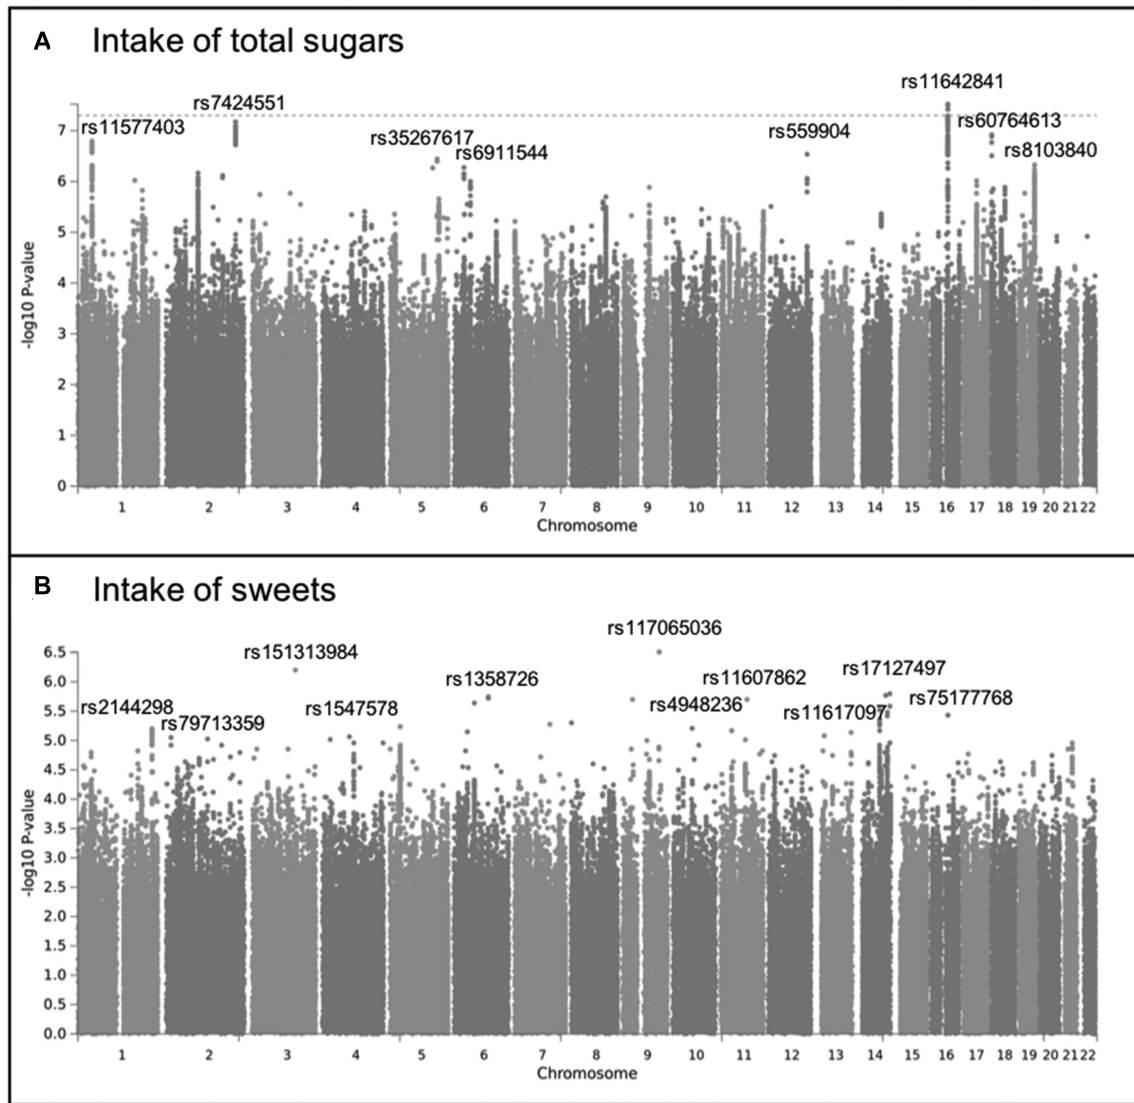 A Intake of total sugars
rs11642841
rs7424551
rs11577403
rs60764613
rs35267617
rs559904
rs6911544
rs8103840
7
6
5
4
3
2
1
0
-log10 P-value
1 2 3 4 5 6 7 8 9 10 11 12 13 14 15 16 17 18 19 20 21 22
Chromosome
B Intake of sweets
rs117065036
rs151313984
rs17127497
rs1358726
rs11607862
rs75177768
rs2144298
rs1547578
rs4948236
rs11617097
rs79713359
6.5
6.0
5.5
5.0
4.5
4.0
3.5
3.0
2.5
2.0
1.5
1.0
0.5
0.0
-log10 P-value
1 2 3 4 5 6 7 8 9 10 11 12 13 14 15 16 17 18 19 20 21 22
Chromosome